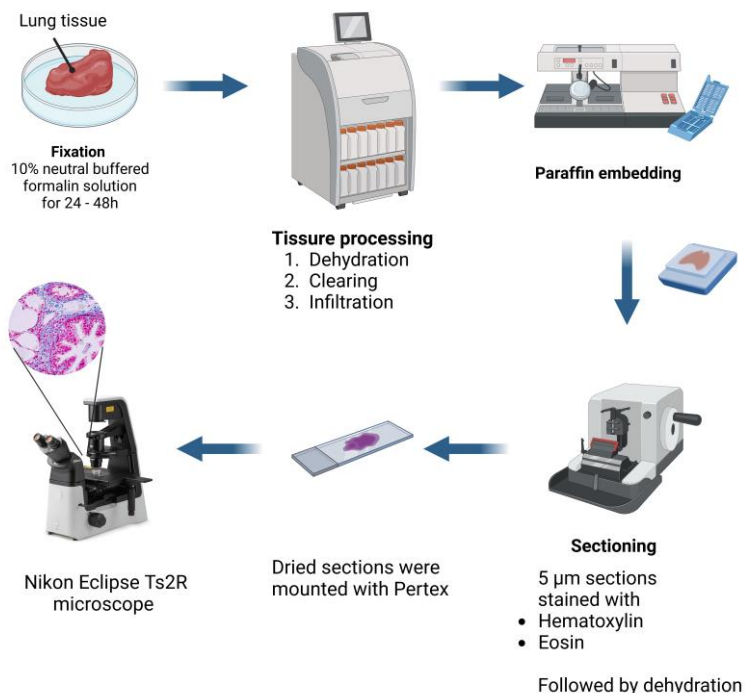 Lung tissue
Fixation
10% neutral buffered
formalin solution
for 24 - 48h
Tissure processing
1. Dehydration
2. Clearing
3. Infiltration
Paraffin embedding
Sectioning
5 µm sections
stained with
• Hematoxylin
• Eosin
Followed by dehydration
Dried sections were
mounted with Pertex
Nikon Eclipse Ts2R
microscope